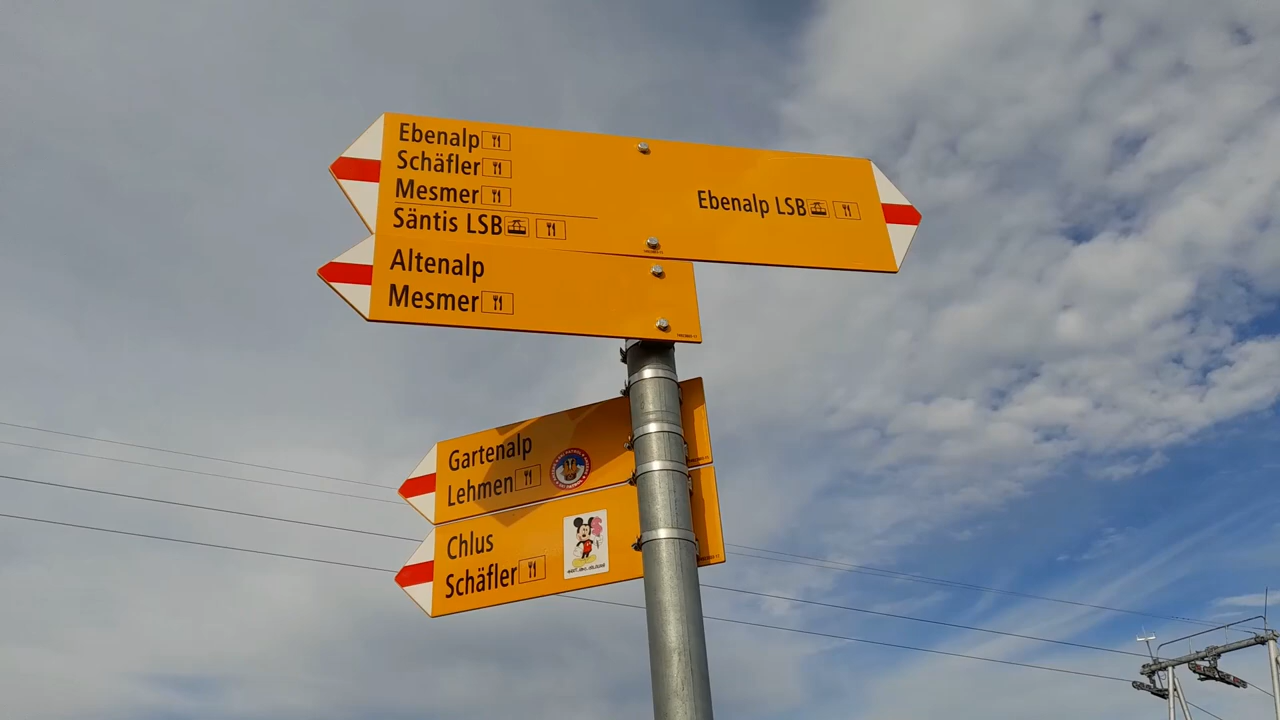 Ebenalp
Schäfler
Mesmer
Säntis LSB
Ebenalp LSB
Altenalp
Mesmer
Gartenalp
Lehmen
Chlus
Schäfler